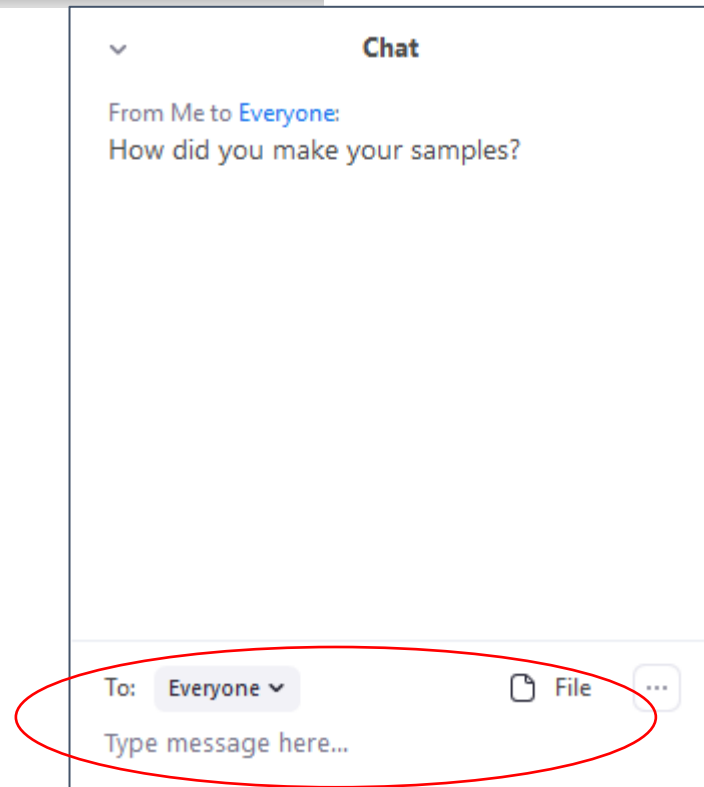 Chat
From Me to Everyone:
How did you make your samples?
To: Everyone File ...
Type message here...